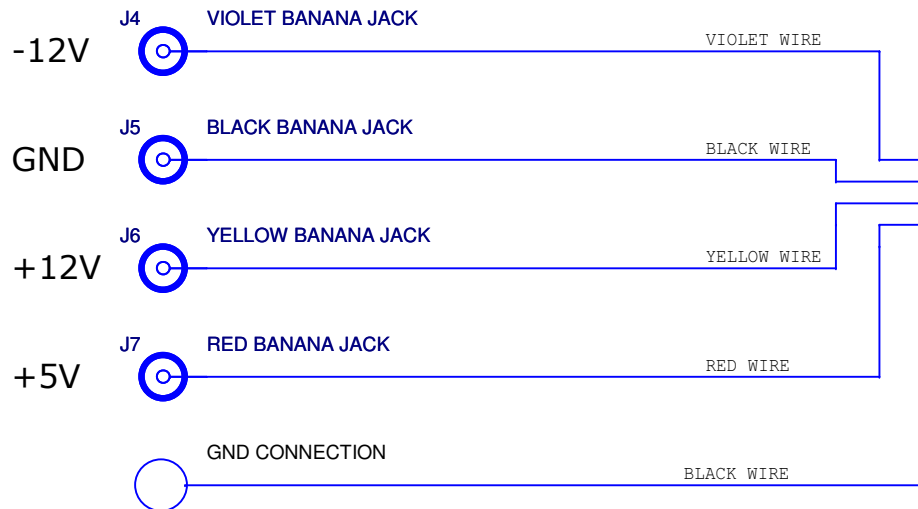 J4 VIOLET BANANA JACK
-12V VIOLET WIRE
J5 BLACK BANANA JACK
GND BLACK WIRE
J6 YELLOW BANANA JACK
+12V YELLOW WIRE
J7 RED BANANA JACK
+5V RED WIRE
GND CONNECTION
BLACK WIRE